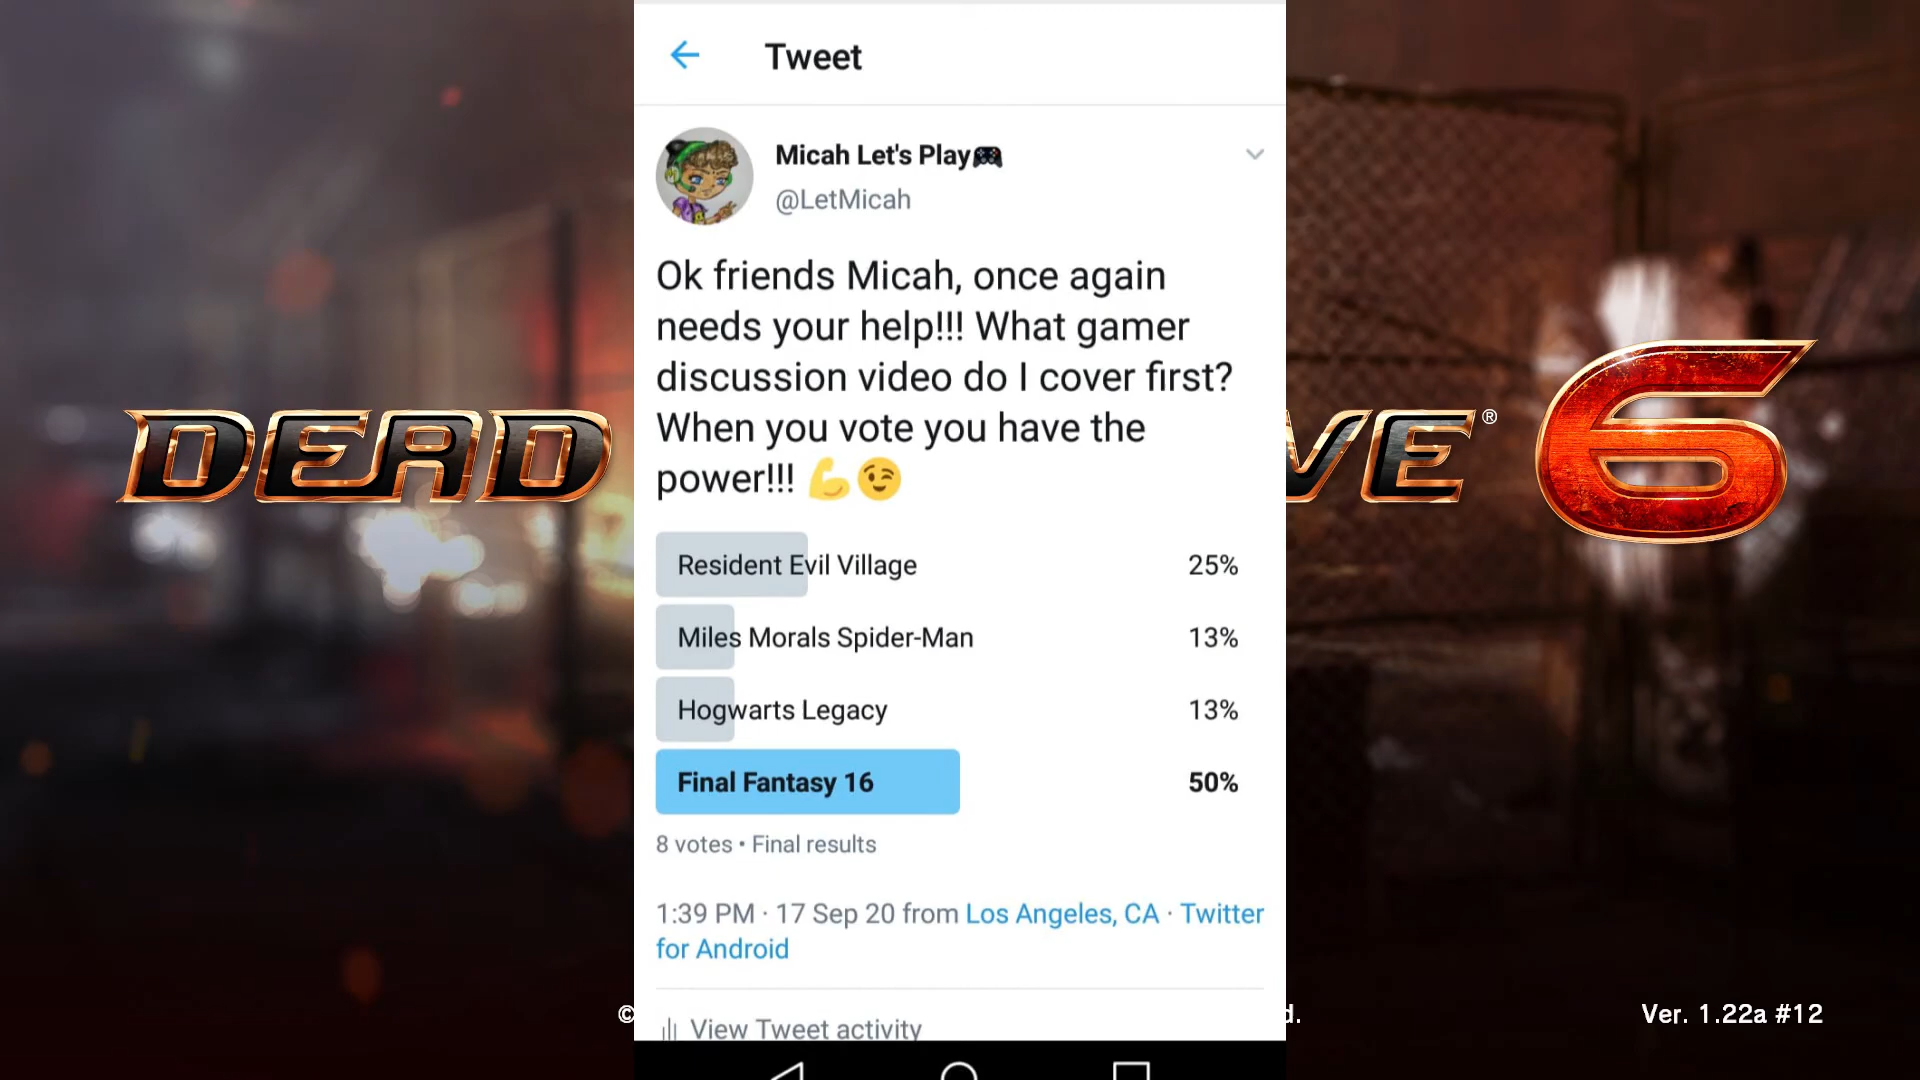 Tweet
Micah Let's Play🎮
@LetMicah
Ok friends Micah, once again
needs your help!!! What gamer
discussion video do I cover first?
When you vote you have the
power!!! 💪😉
Resident Evil Village 25%
Miles Morals Spider-Man 13%
Hogwarts Legacy 13%
Final Fantasy 16 50%
8 votes • Final results
1:39 PM · 17 Sep 20 from Los Angeles, CA · Twitter
for Android
View Tweet activity
DEAD
VE® 6
©
d.
Ver. 1.22a #12